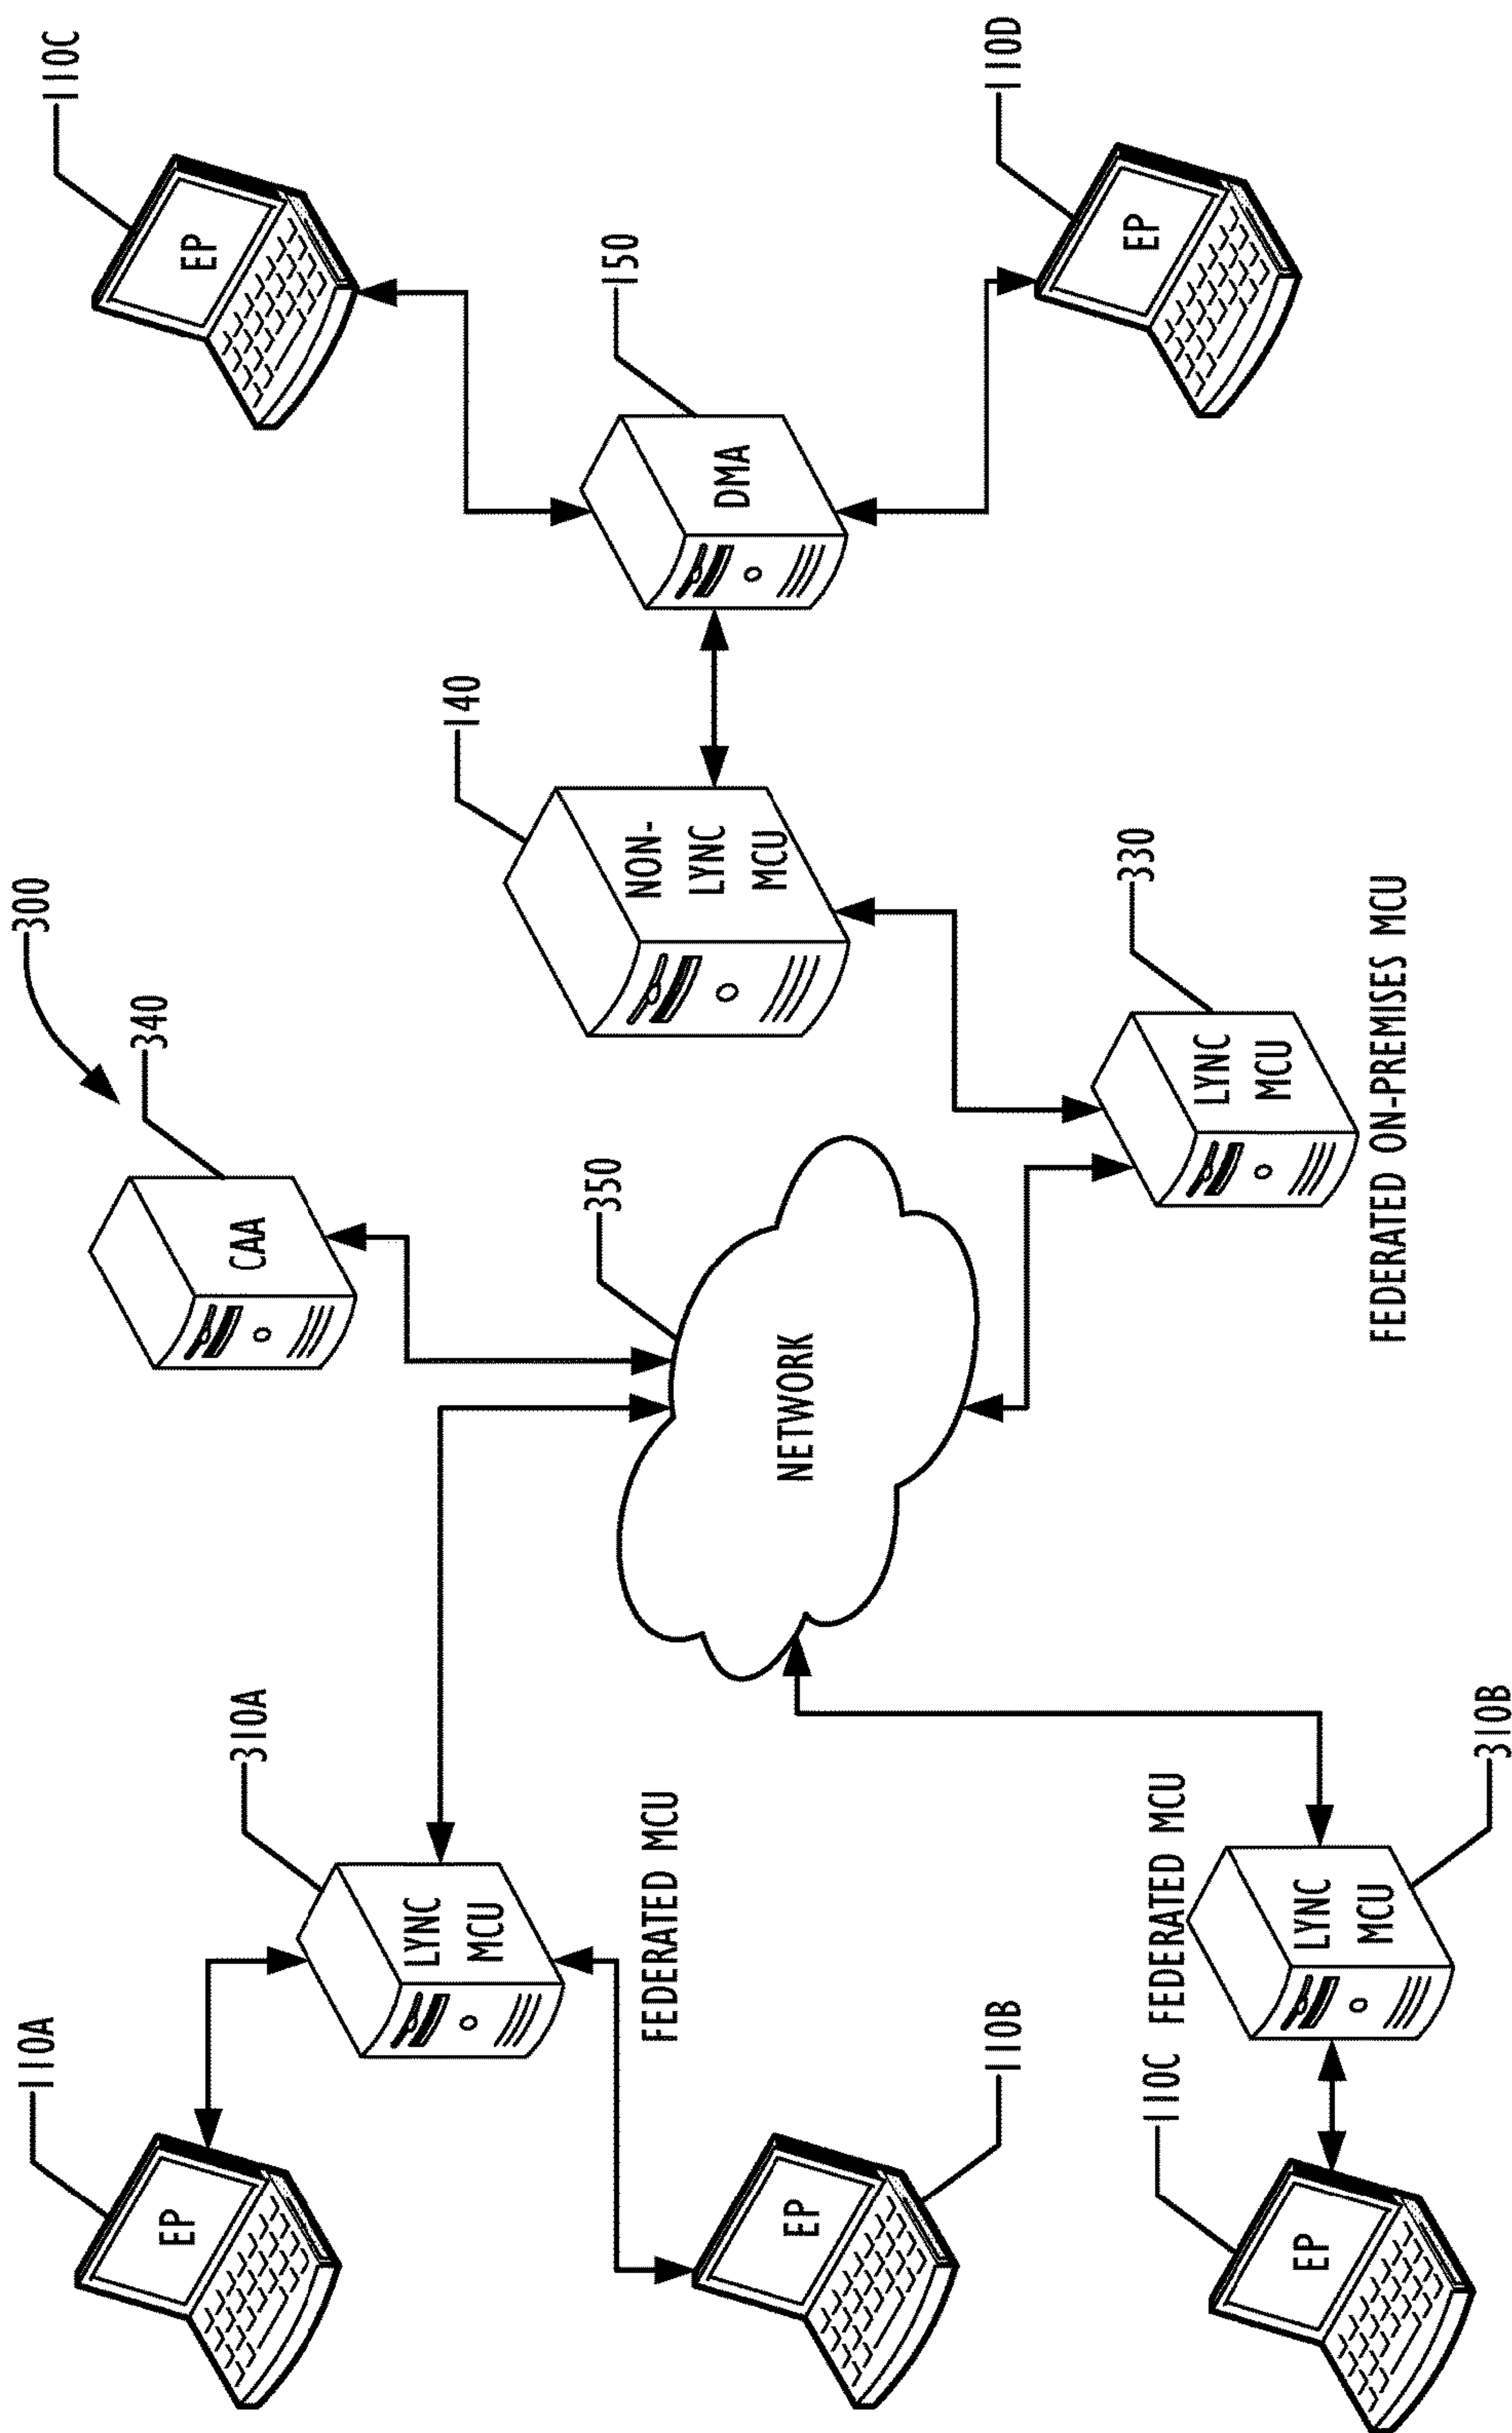 300
110A
EP
310A
LYNC
MCU
FEDERATED MCU
EP
110B
110C
FEDERATED MCU
EP
LYNC
MCU
310B
340
CAA
350
NETWORK
140
NON-
LYNC
MCU
330
LYNC
MCU
FEDERATED ON-PREMISES MCU
150
DMA
110C
EP
110D
EP